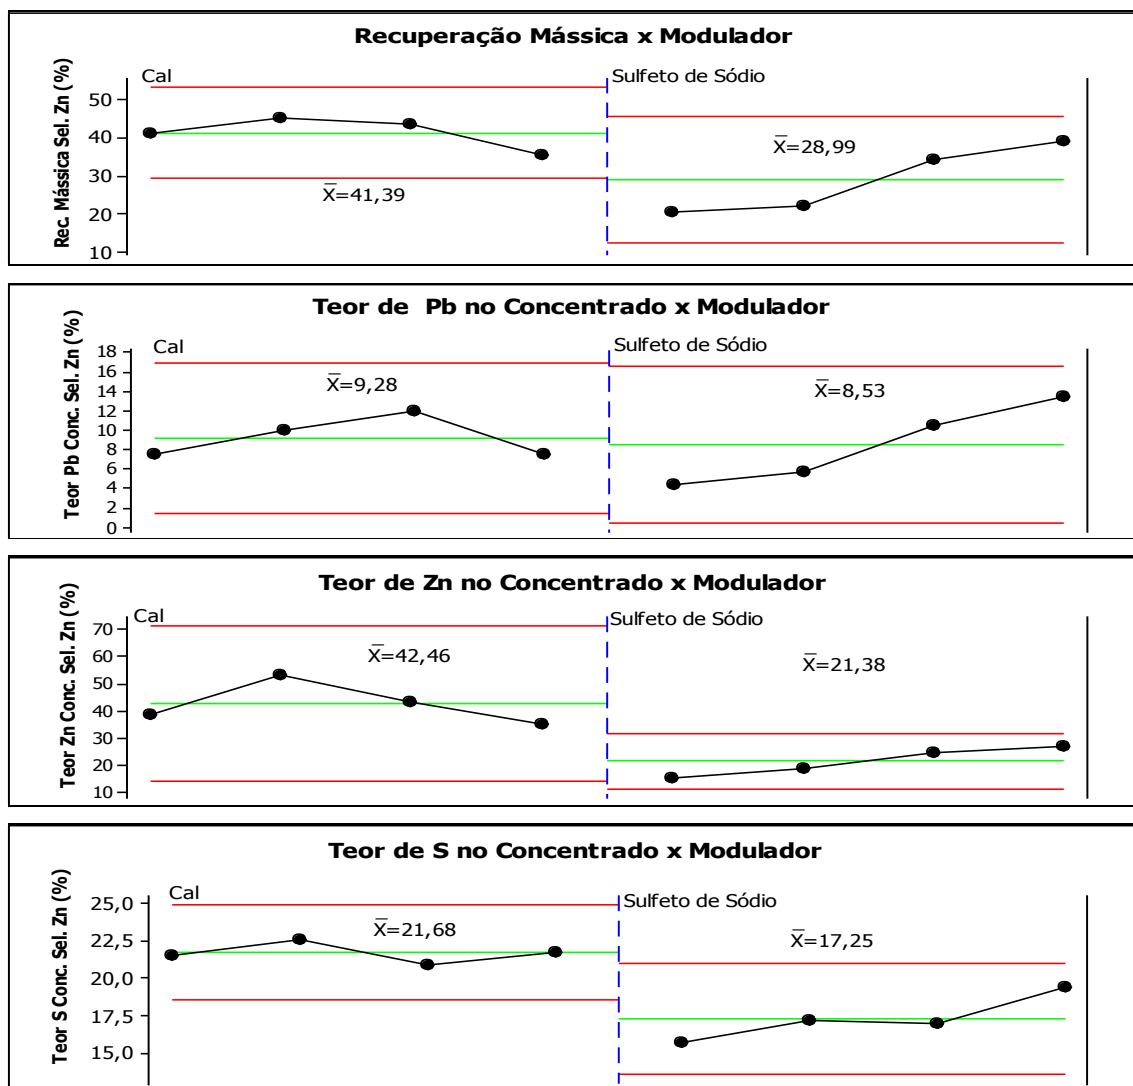 Recuperação Mássica x Modulador
Rec. Mássica Sel. Zn (%)
Cal
Sulfeto de Sódio
50
40
30
20
10
X̄=41,39
X̄=28,99
Teor de Pb no Concentrado x Modulador
Teor Pb Conc. Sel. Zn (%)
Cal
Sulfeto de Sódio
18
16
14
12
10
8
6
4
2
0
X̄=9,28
X̄=8,53
Teor de Zn no Concentrado x Modulador
Teor Zn Conc. Sel. Zn (%)
Cal
Sulfeto de Sódio
70
60
50
40
30
20
10
X̄=42,46
X̄=21,38
Teor de S no Concentrado x Modulador
Teor S Conc. Sel. Zn (%)
Cal
Sulfeto de Sódio
25,0
22,5
20,0
17,5
15,0
X̄=21,68
X̄=17,25